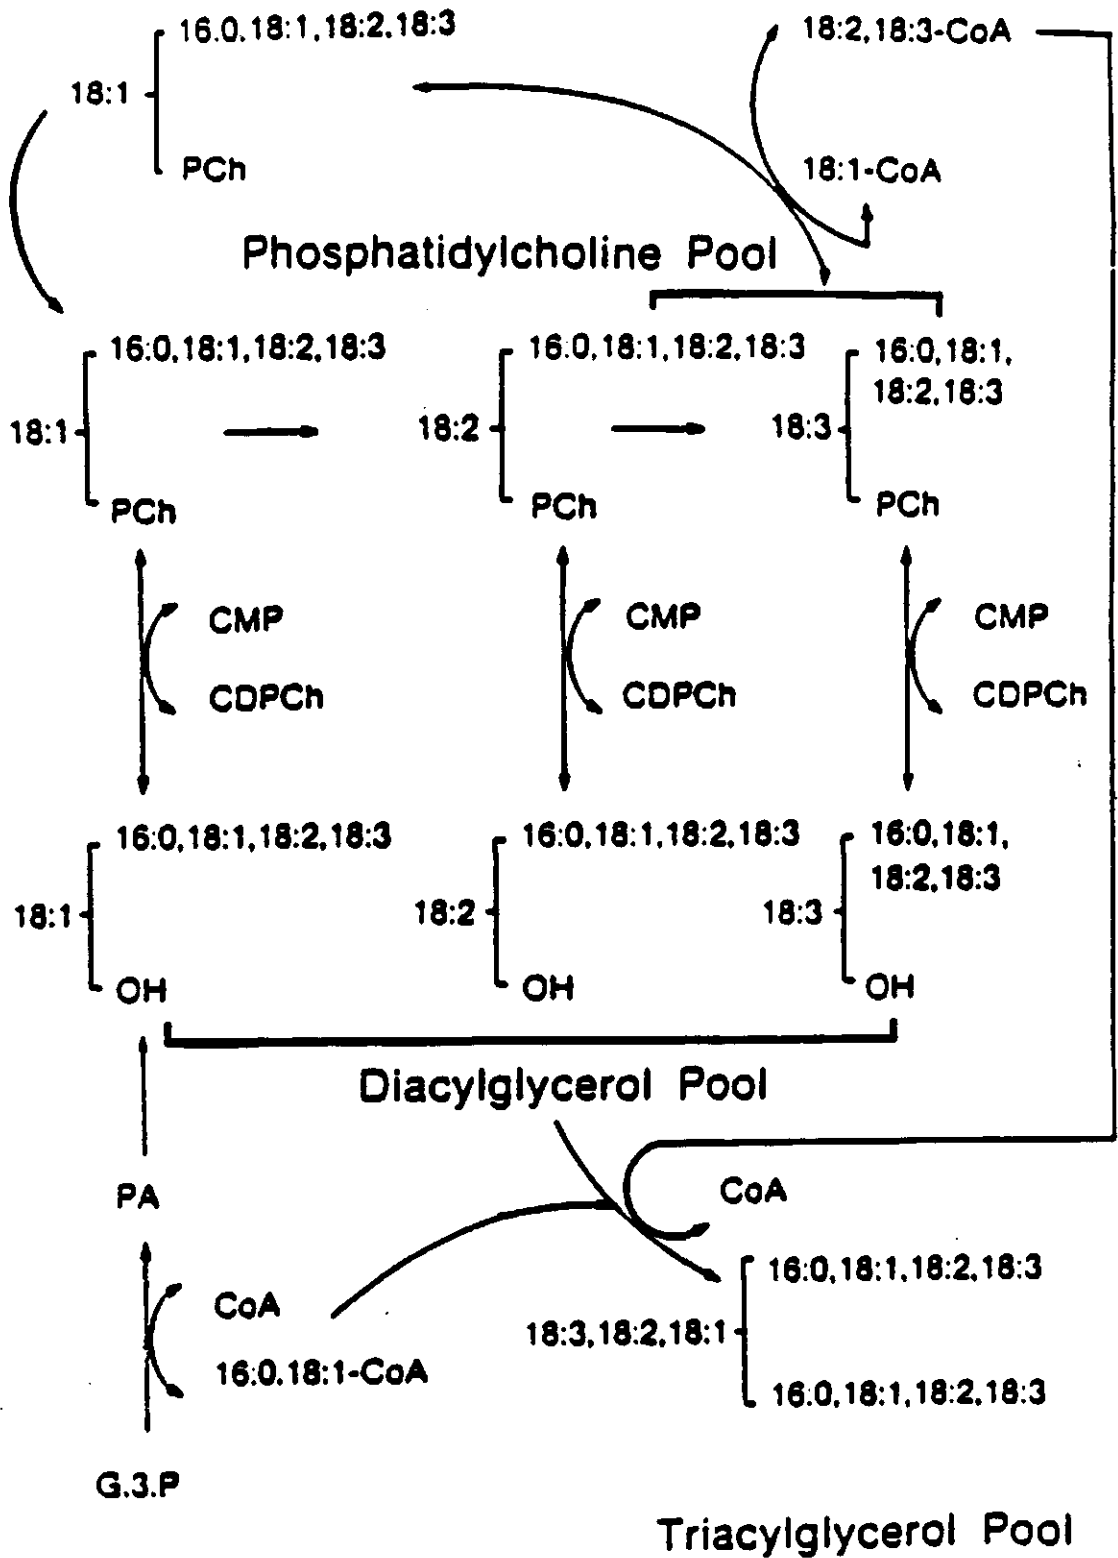 16:0,18:1,18:2,18:3
18:1
PCh
18:2,18:3-CoA
18:1-CoA
Phosphatidylcholine Pool
16:0,18:1,18:2,18:3
18:1
PCh
16:0,18:1,18:2,18:3
18:2
PCh
16:0,18:1,
18:2,18:3
18:3
PCh
CMP
CDPCh
CMP
CDPCh
CMP
CDPCh
16:0,18:1,18:2,18:3
18:1
OH
16:0,18:1,18:2,18:3
18:2
OH
16:0,18:1,
18:2,18:3
18:3
OH
Diacylglycerol Pool
PA
CoA
CoA
16:0,18:1-CoA
16:0,18:1,18:2,18:3
18:3,18:2,18:1
16:0,18:1,18:2,18:3
G.3.P
Triacylglycerol Pool